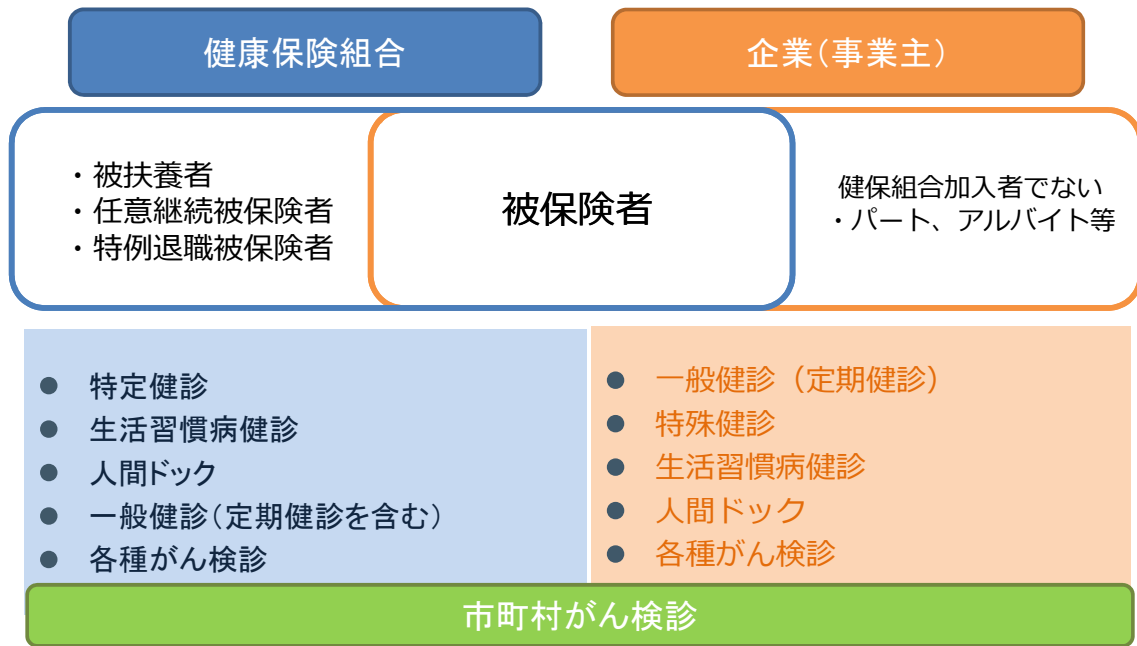 健康保険組合
企業(事業主)
・被扶養者
・任意継続被保険者
・特例退職被保険者
被保険者
健保組合加入者でない
・パート、アルバイト等
● 特定健診
● 生活習慣病健診
● 人間ドック
● 一般健診(定期健診を含む)
● 各種がん検診
● 一般健診（定期健診）
● 特殊健診
● 生活習慣病健診
● 人間ドック
● 各種がん検診
市町村がん検診